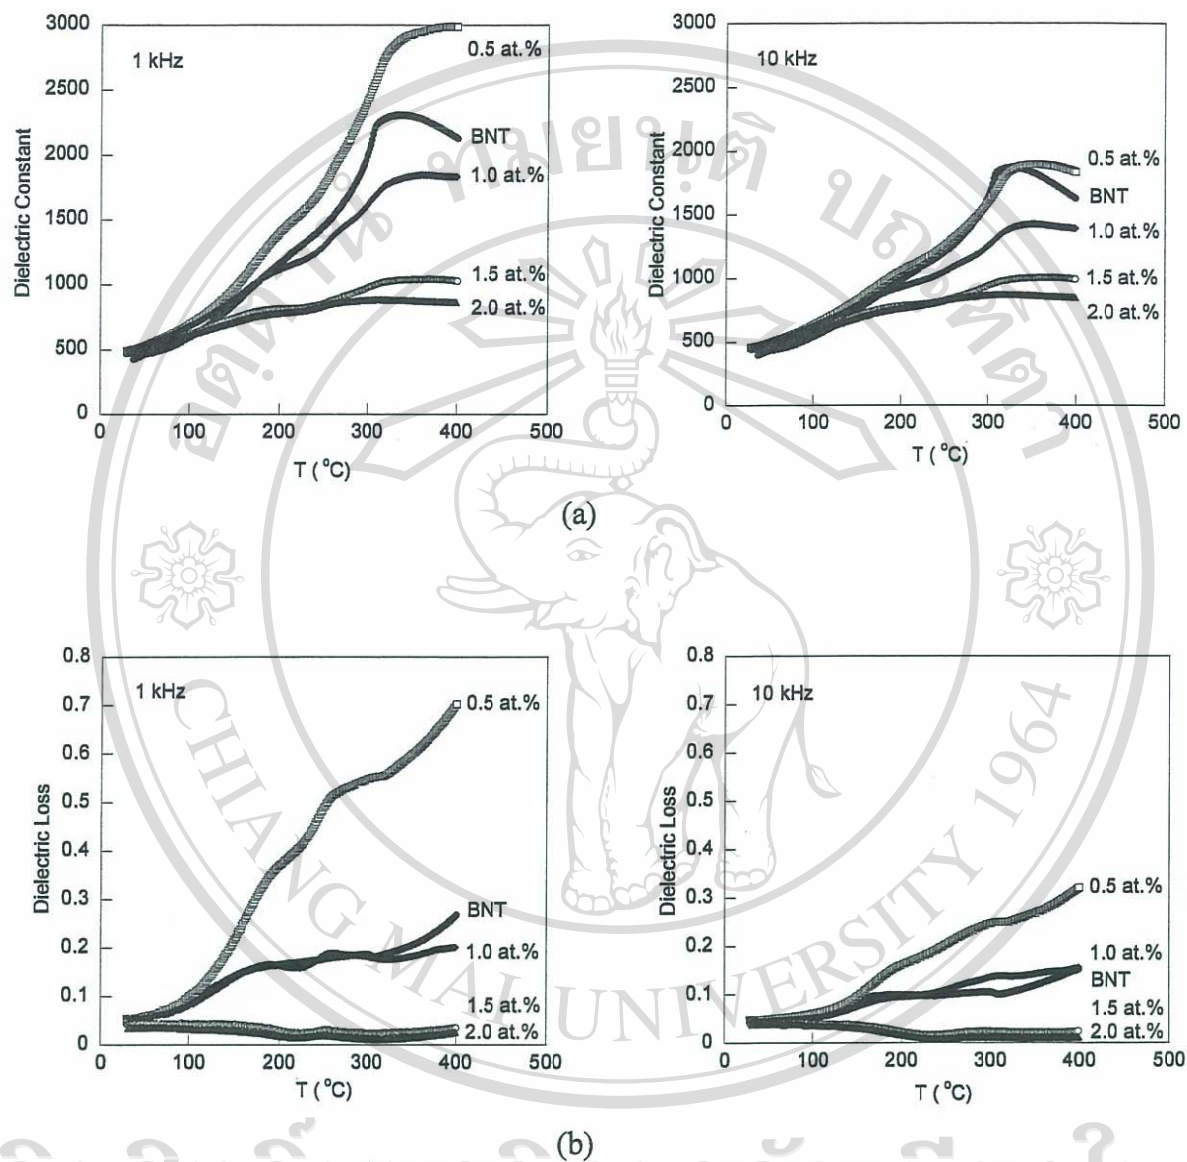 3000
2500
2000
1500
1000
500
0
Dielectric Constant
1 kHz
0.5 at.%
BNT
1.0 at.%
1.5 at.%
2.0 at.%
0 100 200 300 400 500
T (°C)
3000
2500
2000
1500
1000
500
0
Dielectric Constant
10 kHz
0.5 at.%
BNT
1.0 at.%
1.5 at.%
2.0 at.%
0 100 200 300 400 500
T (°C)
(a)
0.8
0.7
0.6
0.5
0.4
0.3
0.2
0.1
0
Dielectric Loss
1 kHz
0.5 at.%
BNT
1.0 at.%
1.5 at.%
2.0 at.%
0 100 200 300 400 500
T (°C)
0.8
0.7
0.6
0.5
0.4
0.3
0.2
0.1
0
Dielectric Loss
10 kHz
0.5 at.%
1.0 at.%
BNT
1.5 at.%
2.0 at.%
0 100 200 300 400 500
T (°C)
(b)
CHIANG MAI UNIVERSITY 1964